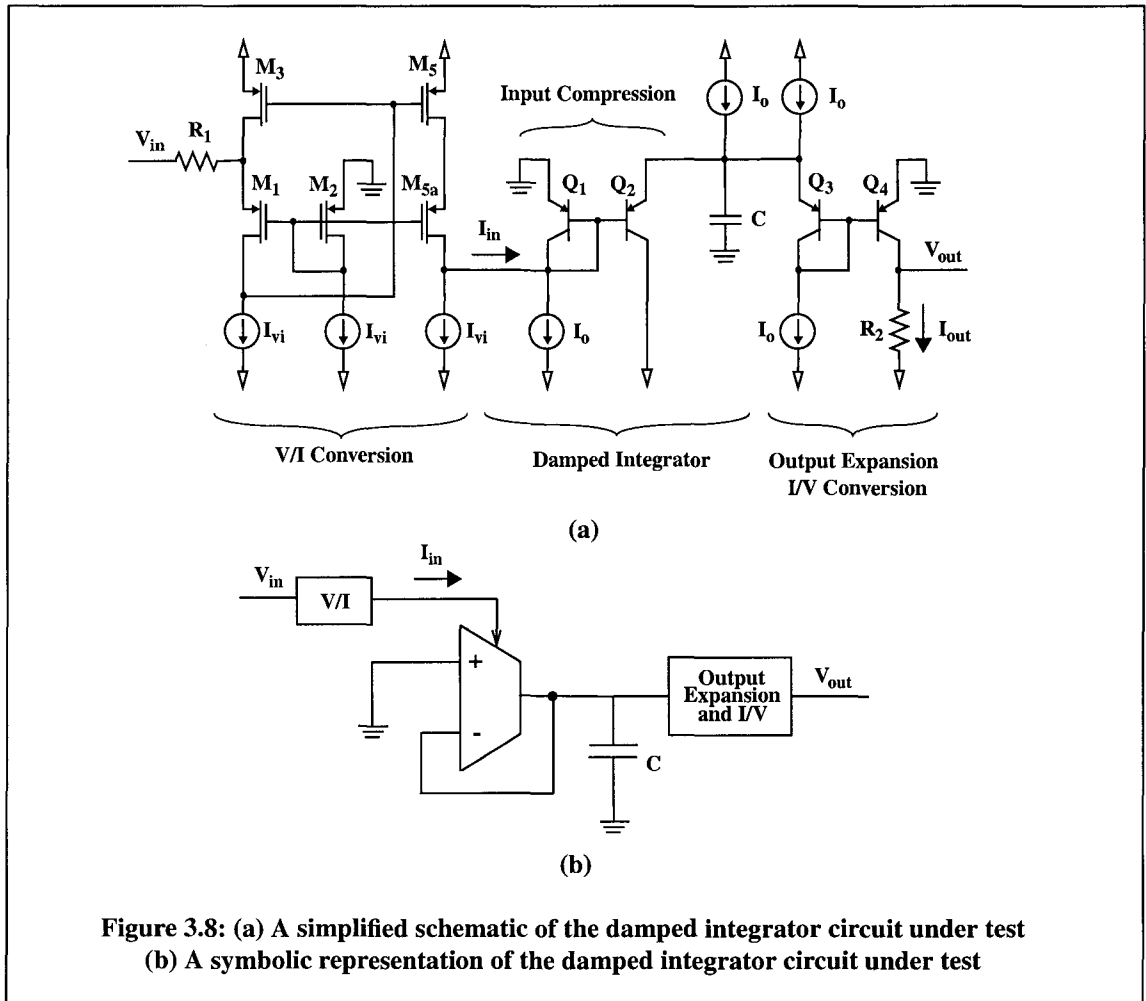 M3
M5
Input Compression
Io
Io
Vin
R1
M1
M2
M5a
Q1
Q2
Q3
Q4
Iin
C
Vout
Ivi
Ivi
Ivi
Io
Io
R2
Iout
V/I Conversion
Damped Integrator
Output Expansion
I/V Conversion
(a)
Vin
Iin
V/I
+
-
Output
Expansion
and I/V
Vout
C
(b)
Figure 3.8: (a) A simplified schematic of the damped integrator circuit under test
(b) A symbolic representation of the damped integrator circuit under test